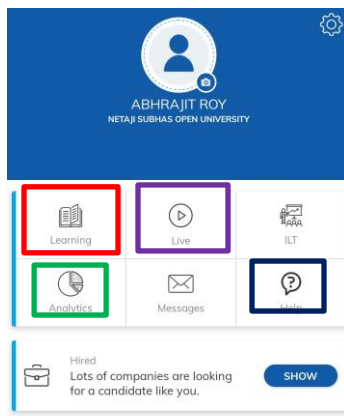 ABHRAJIT ROY
NETAJI SUBHAS OPEN UNIVERSITY
Learning
Live
ILT
Analytics
Messages
Help
Hired
Lots of companies are looking
for a candidate like you.
SHOW